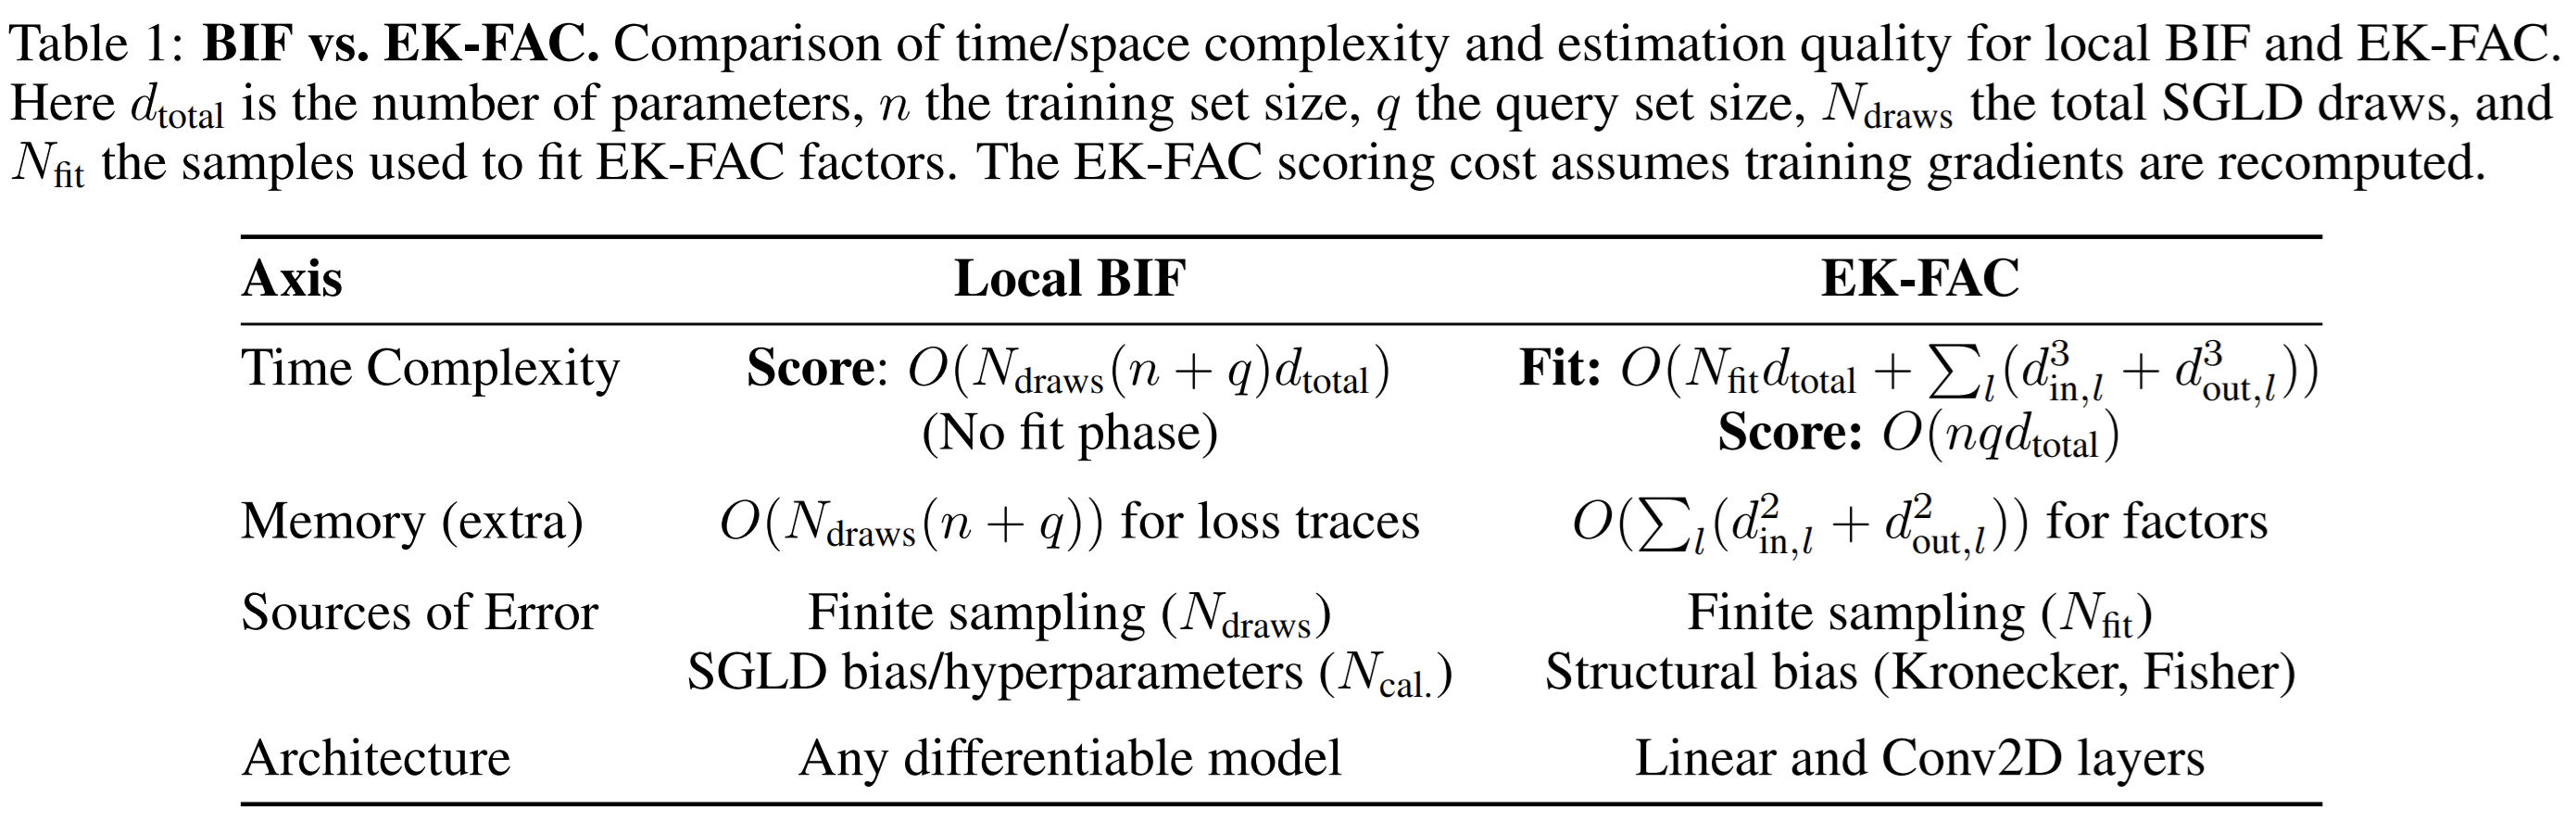 Table 1: BIF vs. EK-FAC. Comparison of time/space complexity and estimation quality for local BIF and EK-FAC.
Here $d_{\text{total}}$ is the number of parameters, $n$ the training set size, $q$ the query set size, $N_{\text{draws}}$ the total SGLD draws, and
$N_{\text{fit}}$ the samples used to fit EK-FAC factors. The EK-FAC scoring cost assumes training gradients are recomputed.
Axis Local BIF EK-FAC
Time Complexity Score: $O(N_{\text{draws}}(n + q)d_{\text{total}})$ Fit: $O(N_{\text{fit}}d_{\text{total}} + \sum_l (d_{\text{in},l}^3 + d_{\text{out},l}^3))$
(No fit phase) Score: $O(nqd_{\text{total}})$
Memory (extra) $O(N_{\text{draws}}(n + q))$ for loss traces $O(\sum_l (d_{\text{in},l}^2 + d_{\text{out},l}^2))$ for factors
Sources of Error Finite sampling ($N_{\text{draws}}$) Finite sampling ($N_{\text{fit}}$)
SGLD bias/hyperparameters ($N_{\text{cal.}}$) Structural bias (Kronecker, Fisher)
Architecture Any differentiable model Linear and Conv2D layers